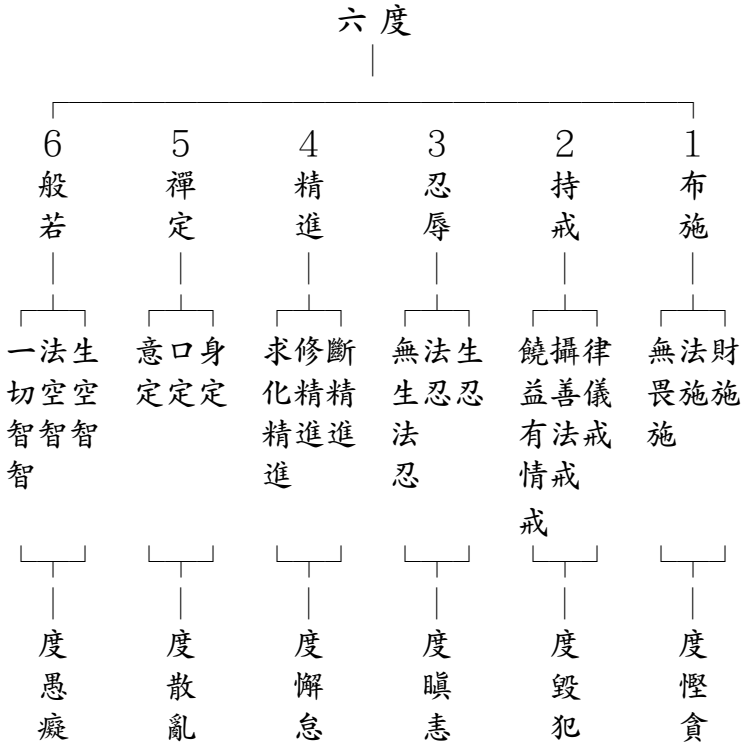 六度
1
布施
財施
法施
無畏施
度慳貪
2
持戒
律儀戒
攝善法戒
饒益有情戒
度毀犯
3
忍辱
生忍
法忍
無生法忍
度瞋恚
4
精進
斷精進
修精進
求化精進
度懈怠
5
禪定
身定
口定
意定
度散亂
6
般若
生空智
法空智
一切智智
度愚癡